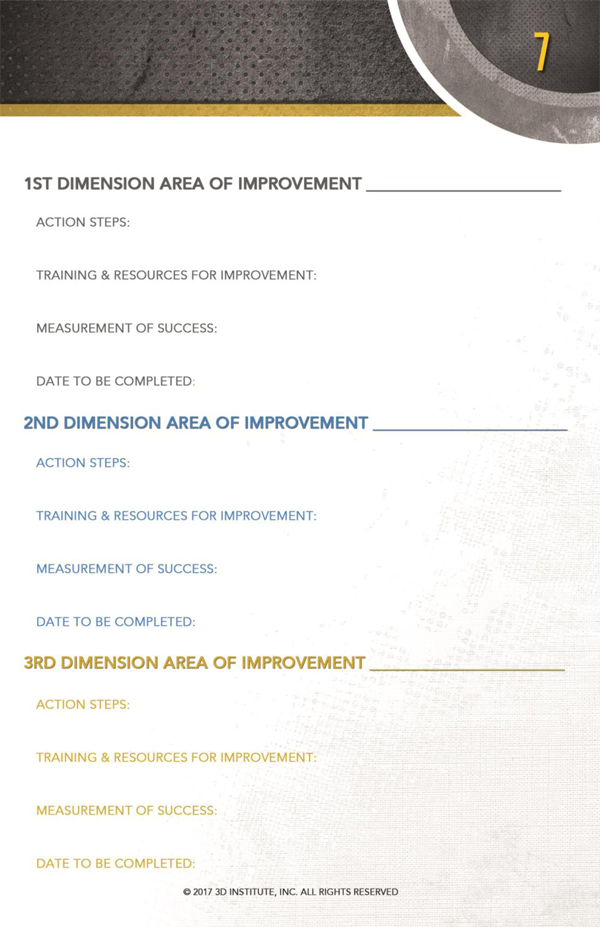 7
1ST DIMENSION AREA OF IMPROVEMENT ______________________
ACTION STEPS:
TRAINING & RESOURCES FOR IMPROVEMENT:
MEASUREMENT OF SUCCESS:
DATE TO BE COMPLETED:
2ND DIMENSION AREA OF IMPROVEMENT ______________________
ACTION STEPS:
TRAINING & RESOURCES FOR IMPROVEMENT:
MEASUREMENT OF SUCCESS:
DATE TO BE COMPLETED:
3RD DIMENSION AREA OF IMPROVEMENT ______________________
ACTION STEPS:
TRAINING & RESOURCES FOR IMPROVEMENT:
MEASUREMENT OF SUCCESS:
DATE TO BE COMPLETED:
© 2017 3D INSTITUTE, INC. ALL RIGHTS RESERVED